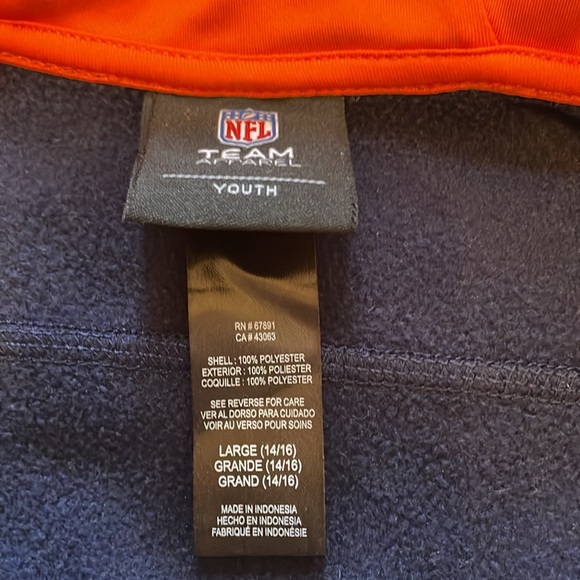 NFL
TEAM
APPAREL
YOUTH
RN # 67891
CA # 43063
SHELL : 100% POLYESTER
EXTERIOR : 100% POLIESTER
COQUILLE : 100% POLYESTER
SEE REVERSE FOR CARE
VER AL DORSO PARA CUIDADO
VOIR AU VERSO POUR SOINS
LARGE (14/16)
GRANDE (14/16)
GRAND (14/16)
MADE IN INDONESIA
HECHO EN INDONESIA
FABRIQUÉ EN INDONÉSIE